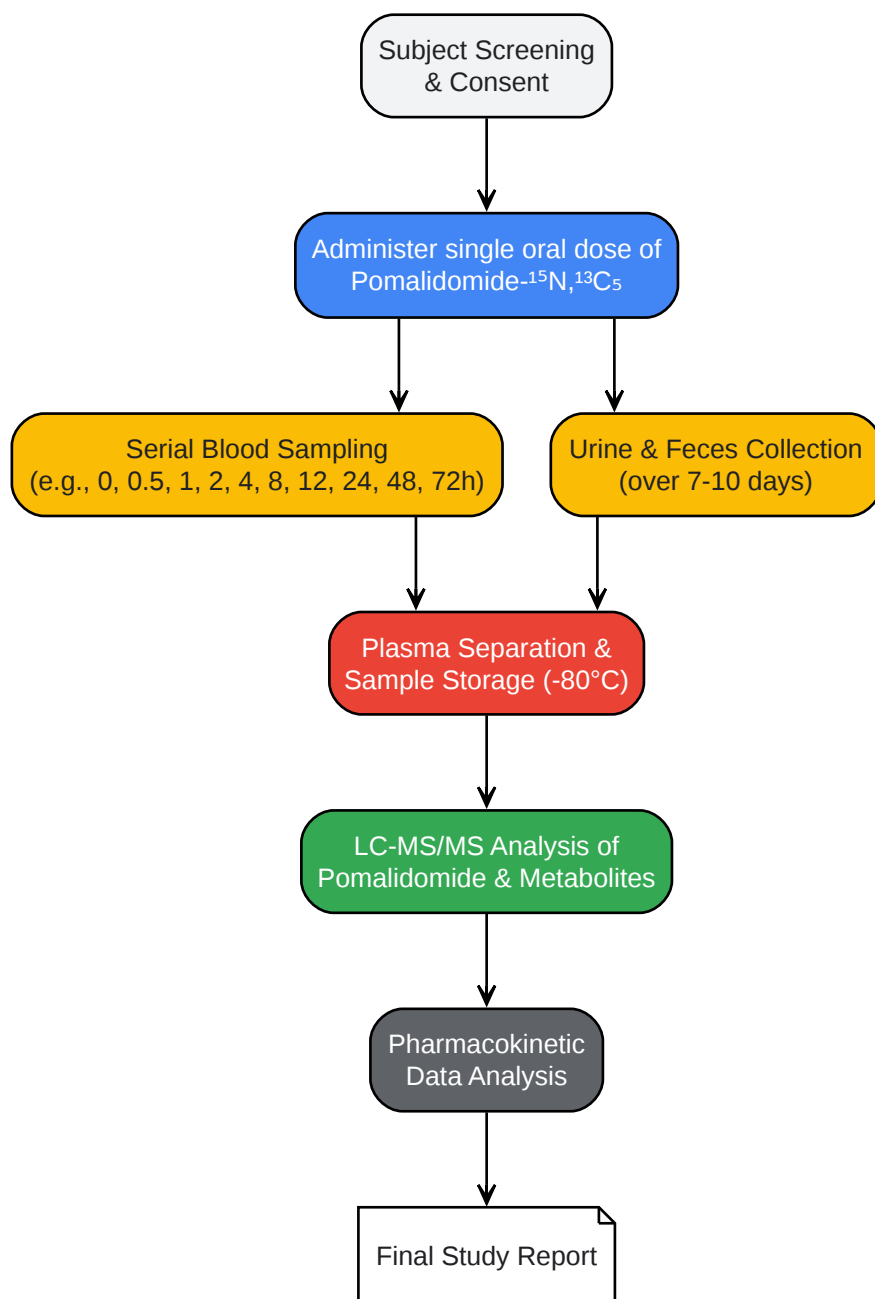 Subject Screening
& Consent
Administer single oral dose of
Pomalidomide-¹⁵N,¹³C₅
Serial Blood Sampling
(e.g., 0, 0.5, 1, 2, 4, 8, 12, 24, 48, 72h)
Urine & Feces Collection
(over 7-10 days)
Plasma Separation &
Sample Storage (-80°C)
LC-MS/MS Analysis of
Pomalidomide & Metabolites
Pharmacokinetic
Data Analysis
Final Study Report